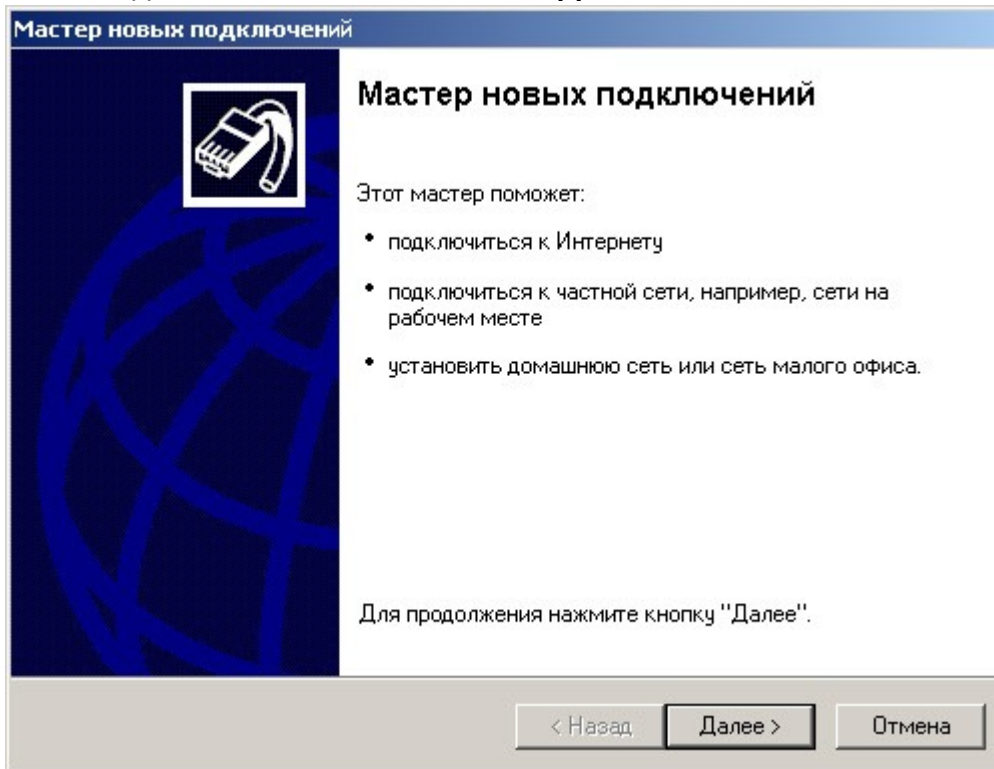 Мастер новых подключений
Мастер новых подключений
Этот мастер поможет:
• подключиться к Интернету
• подключиться к частной сети, например, сети на
рабочем месте
• установить домашнюю сеть или сеть малого офиса.
Для продолжения нажмите кнопку "Далее".
< Назад Далее > Отмена